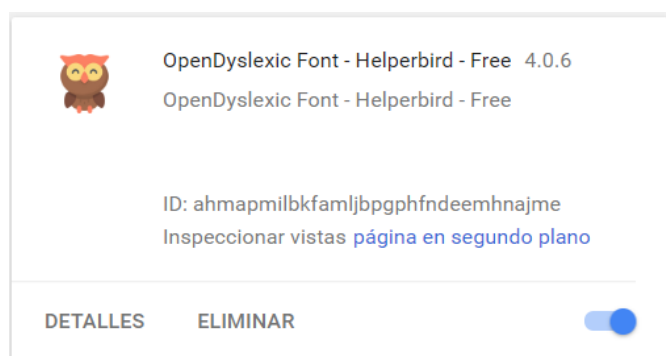 OpenDyslexic Font - Helperbird - Free 4.0.6
OpenDyslexic Font - Helperbird - Free
ID: ahmapmilbkfamljbpgphfndeemhnajme
Inspeccionar vistas página en segundo plano
DETALLES ELIMINAR